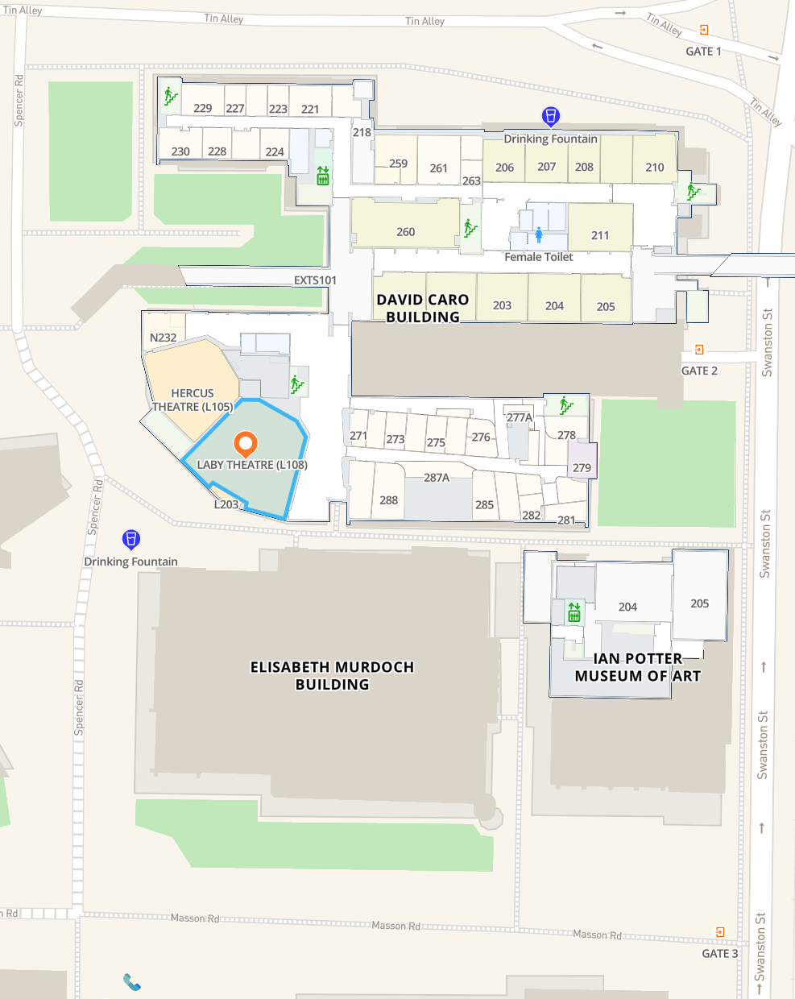 Tin Alley
Tin Alley
Tin Alley
Tin Alley
GATE 1
Tin Alley
Spencer Rd
229
227
223
221
218
Drinking Fountain
230
228
224
259
261
263
206
207
208
210
260
211
Female Toilet
EXTS101
DAVID CARO
BUILDING
203
204
205
Swanston St
N232
GATE 2
HERCUS
THEATRE (L105)
271
273
275
276
277A
278
LABY THEATRE (L108)
279
287A
L203
288
285
282
281
Spencer Rd
Drinking Fountain
Swanston St
204
205
ELISABETH MURDOCH
BUILDING
IAN POTTER
MUSEUM OF ART
Spencer Rd
Swanston St
n Rd
Masson Rd
Masson Rd
Masson Rd
GATE 3
Swanston St